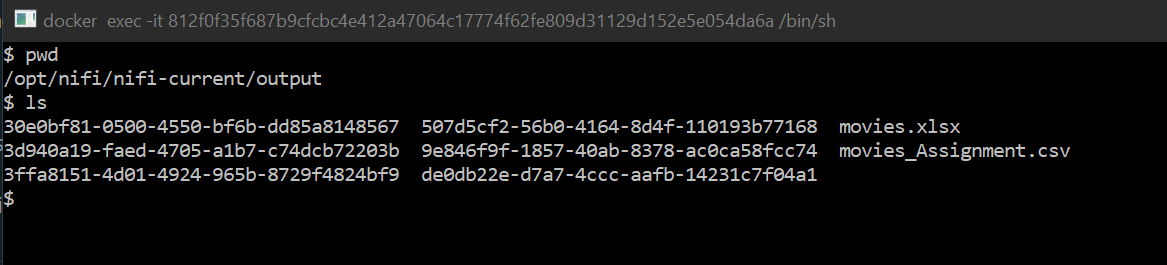 docker  exec -it 812f0f35f687b9cfcbc4e412a47064c17774f62fe809d31129d152e5e054da6a /bin/sh
$ pwd
/opt/nifi/nifi-current/output
$ ls
30e0bf81-0500-4550-bf6b-dd85a8148567  507d5cf2-56b0-4164-8d4f-110193b77168  movies.xlsx
3d940a19-faed-4705-a1b7-c74dcb72203b  9e846f9f-1857-40ab-8378-ac0ca58fcc74  movies_Assignment.csv
3ffa8151-4d01-4924-965b-8729f4824bf9  de0db22e-d7a7-4ccc-aafb-14231c7f04a1
$